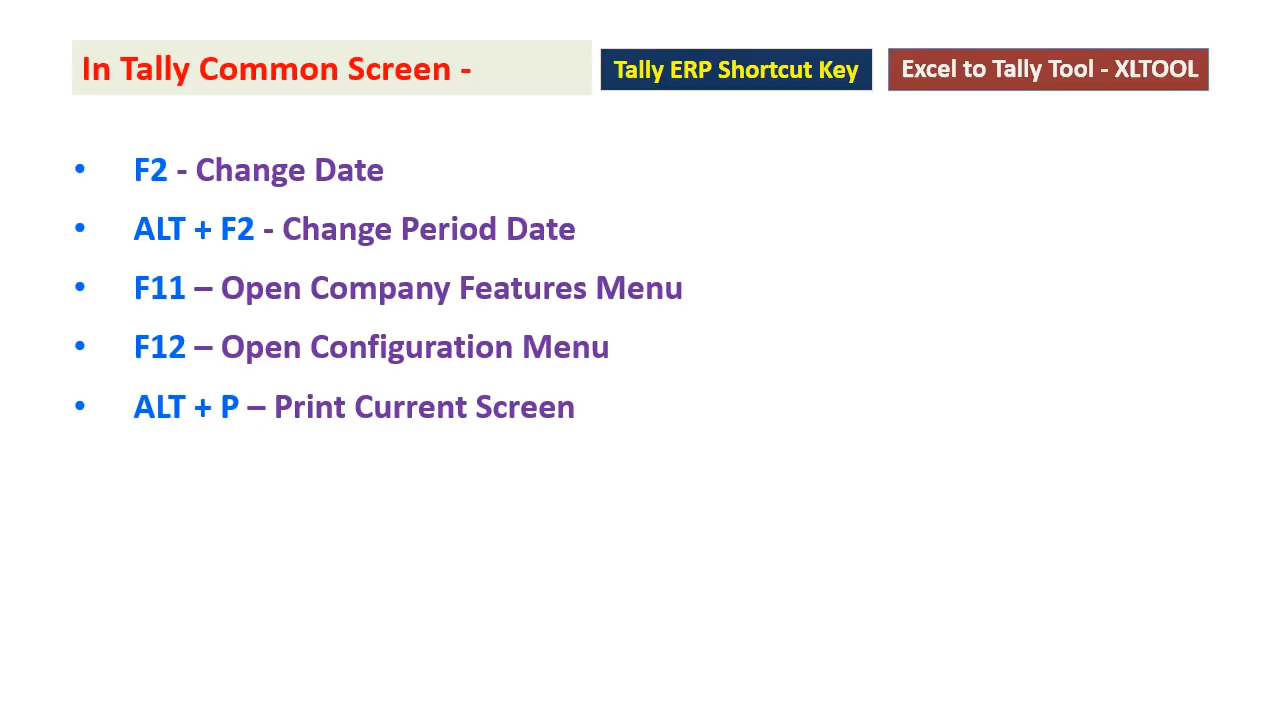 In Tally Common Screen -
Tally ERP Shortcut Key
Excel to Tally Tool - XLTOOL
• F2 - Change Date
• ALT + F2 - Change Period Date
• F11 – Open Company Features Menu
• F12 – Open Configuration Menu
• ALT + P – Print Current Screen